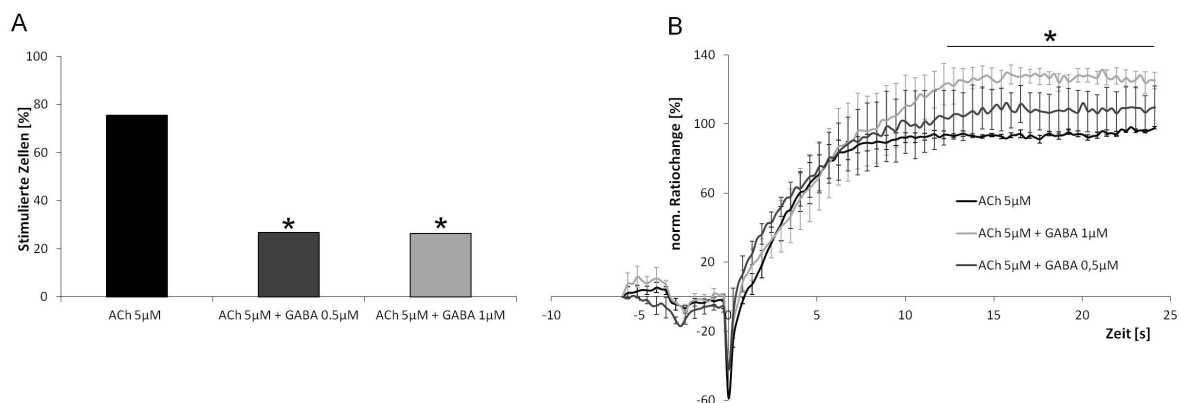 A
Stimulierte Zellen [%]
100
80
60
40
20
0
*
*
ACh 5µM
ACh 5µM + GABA 0.5µM
ACh 5µM + GABA 1µM
B
norm. Ratiochange [%]
140
100
60
20
-20
-60
*
ACh 5µM
ACh 5µM + GABA 1µM
ACh 5µM + GABA 0,5µM
-10
-5
0
5
10
15
20
25
Zeit [s]